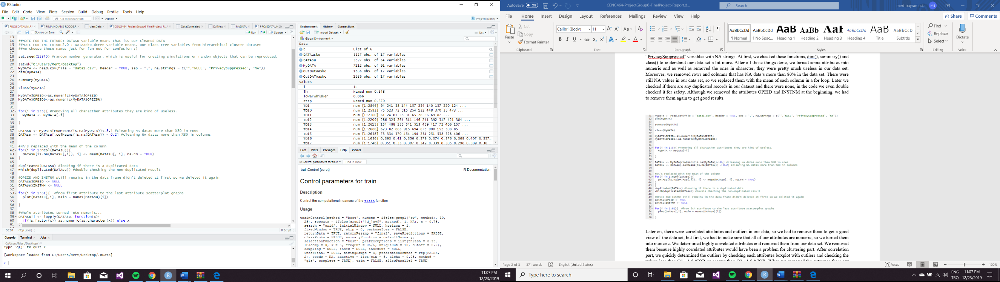 RStudio
File Edit Code View Plots Session Build Debug Profile Tools Help
Go to file/function Addins Project: (None)
PROJEDATAUNI.R* PIMAINDIANS_RCODE.R classData CENG464-ProjectGroup6-FinalProject-R...* DataCorrelated DATAsu MyDATA PROJEDATAUN
Source on Save Run Source
13
14 ##NOTE FOR THE FUTURE: DATAsu variable means that its our cleaned DATA
15 ##NOTE FOR THE FUTURE2.0 : DATAasko_dtree variable means, our class tree variables from hierarchical cluster dataset
16 ##we choose these names just for fun not for confusion :)
17
18 set.seed(12345) #random number generator, which is useful for creating simulations or random objects that can be reproduced.
19
20 setwd("C:/Users/Mert/Desktop")
21 MyDATA <- read.csv(file = "data1.csv", header = TRUE, sep = ",", na.strings = c("","NULL", "PrivacySuppressed", "NA"))
22 dim(MyDATA)
23
24 summary(MyDATA)
25
26 class(MyDATA)
27
28 MyDATA$OPEID<-as.numeric(MyDATA$OPEID)
29 MyDATA$OPEID6<-as.numeric(MyDATA$OPEID6)
30
31
32 for(i in 1:5){ #removing all characther attributes they are kind of useless.
33 MyDATA <- MyDATA[-i]
34
35 }
36
37 DATAsu <- MyDATA[rowMeans(is.na(MyDATA))<.8,] #cleaning NA datas more than %80 in rows
38 DATAsu <- DATAsu[,colMeans(is.na(DATAsu)) < 0.2] #cleaning NA datas more than %80 in columns
39
40
41 #NA's replaced with the mean of the column
42 for(i in 1:ncol(DATAsu)){
43 DATAsu[is.na(DATAsu[,i]), i] <- mean(DATAsu[, i], na.rm = TRUE)
44 }
45
46 duplicated(DATAsu) #looking if there is a duplicated data
47 which(duplicated(DATAsu)) #double cheching the non-duplicated result
48
49 #OPEID AND INSTNM still remains in the data frame didn't deleted at first so we deleted it again
50 DATAsu$OPEID <- NULL
51 DATAsu$INSTNM <- NULL
52
53 for(i in 1:61){ #from first attribute to the last attribute scatterplot graphs
54 plot(DATAsu[,i], main = names(DATAsu)[i])
55
56 }
57
58 #whole attributes turned into numeric...
59 DATAsu[] <- lapply(DATAsu, function(x){
60 if(is.factor(x)) as.numeric(as.character(x)) else x
61
53:80 (Top Level) R Script
Console Terminal Jobs
C:/Users/Mert/Desktop/
Type 'q()' to quit R.
[Workspace loaded from C:/Users/Mert/Desktop/.RData]
>
Environment History Connections
Import Dataset List
Global Environment
Data
b List of 6
DATAasko 5527 obs. of 17 variables
DATAsu 5527 obs. of 64 variables
MyDATA 7112 obs. of 91 variables
OutDataasko 1636 obs. of 17 variables
OutDATAasko 1636 obs. of 17 variables
Values
i 1L
lh Named num 0.348
lowerwhisker 0.066
step Named num 0.379
TD1 num [1:2844] 94 241 38 144 157 234 140 137 220 124 ...
TD10 num [1:2593] 75 523 72 515 254 132 448 370 35 473 ...
TD11 num [1:2160] 61 24 81 55 31 65 28 36 69 87 ...
TD12 num [1:2209] 286 325 264 311 146 241 392 317 421 384 ...
TD13 num [1:2615] 154 488 255 541 513 459 417 72 406 157 ...
TD14 num [1:2668] 623 82 685 915 694 875 900 152 508 85 ...
TD15 num [1:2638] 73 334 370 454 194 234 251 538 528 406 ...
TD16 num [1:1636] 0.393 0.41 0.356 0.379 0.374 0.376 0.369 0.407 0.357...
TD17 num [1:1746] 0.351 0.35 0.307 0.349 0.339 0.305 0.296 0.309 0.36 ...
Files Plots Packages Help Viewer
R: Control parameters for train Find in Topic
trainControl {caret} R Documentation
Control parameters for train
Description
Control the computational nuances of the train function
Usage
trainControl(method = "boot", number = ifelse(grepl("cv", method), 10,
25), repeats = ifelse(grepl("[d_]cv$", method), 1, NA), p = 0.75,
search = "grid", initialWindow = NULL, horizon = 1,
fixedWindow = TRUE, skip = 0, verboseIter = FALSE,
returnData = TRUE, returnResamp = "final", savePredictions = FALSE,
classProbs = FALSE, summaryFunction = defaultSummary,
selectionFunction = "best", preProcOptions = list(thresh = 0.95,
ICAcomp = 3, k = 5, freqCut = 95/5, uniqueCut = 10, cutoff = 0.9),
sampling = NULL, index = NULL, indexOut = NULL,
indexFinal = NULL, timingSamps = 0, predictionBounds = rep(FALSE,
2), seeds = NA, adaptive = list(min = 5, alpha = 0.05, method =
"gls", complete = TRUE), trim = FALSE, allowParallel = TRUE)
11:07 PM
12/23/2019
AutoSave Off CENG464-ProjectGroup6-FinalProject-Report.d... Search mert bayramusta MB
File Home Insert Design Layout References Mailings Review View Help Share Comments
Paste Cut Copy Format Painter Clipboard
Calibri (Body) 11 Font
Paragraph
AaBbCcDd Normal AaBbCcDd No Spac... AaB Heading 1 AaBb Heading 2 Aal Heading 3 AaBbCcDd Heading 4 AaB Title AaBbCcD Subtitle Styles
Find Replace Select Editing
Dictate Voice
"PrivacySuppressed" variables with NA strings. At first, we checked these functions, dim(), summary() and
class() to understand our data set a bit more. After all those things done, we turned some attributes into
numeric and as well as removed the ones in character, they were pretty much useless in our data set.
Moreover, we removed rows and columns that has NA data's more than 80% in the data set. There were
still NA values in our data set, so we replaced them with the mean of each column in a for loop. Later we
checked if there are any duplicated records in our dataset and there were none, in the code we even double
checked it for safety. Although we removed the attributes OPEID and INSTNM at the beginning, we had
to remove them again to get good results.
21 MyDATA <- read.csv(file = "data1.csv", header = TRUE, sep = ",", na.strings = c("","NULL", "PrivacySuppressed", "NA"))
22 dim(MyDATA)
23
24 summary(MyDATA)
25
26 class(MyDATA)
27
28 MyDATA$OPEID<-as.numeric(MyDATA$OPEID)
29 MyDATA$OPEID6<-as.numeric(MyDATA$OPEID6)
30
31
32 for(i in 1:5){ #removing all characther attributes they are kind of useless.
33 MyDATA <- MyDATA[-i]
34
35 }
36
37 DATAsu <- MyDATA[rowMeans(is.na(MyDATA))<.8,] #cleaning NA datas more than %80 in rows
38 DATAsu <- DATAsu[,colMeans(is.na(DATAsu)) < 0.2] #cleaning NA datas more than %80 in columns
39
40
41 #NA's replaced with the mean of the column
42 for(i in 1:ncol(DATAsu)){
43 DATAsu[is.na(DATAsu[,i]), i] <- mean(DATAsu[, i], na.rm = TRUE)
44 }
45
46 duplicated(DATAsu) #looking if there is a duplicated data
47 which(duplicated(DATAsu)) #double checking the non-duplicated result
48
49 #OPEID AND INSTNM still remains in the data frame didn't deleted at first so we deleted it again
50 DATAsu$OPEID <- NULL
51 DATAsu$INSTNM <- NULL
52
53 for(i in 1:61){ #from 5th attribute to the last attribute scatterplot graphs
54 plot(DATAsu[,i], main = names(DATAsu)[i])
55
56 }
Later on, there were correlated attributes and outliers in our data, so we had to remove them to get a good
view of the data set, but first, we had to make sure that all of our attributes are numeric, so we turned them
into numeric. We determined highly correlated attributes and removed them from our data set. We removed
them because highly correlated attributes would have been a problem for clustering part. After correlation
part, we quickly determined the outliers by checking each attributes boxplot with outliers and checking the
Page 2 of 3 371 words English (United States) Focus 100%
Type here to search
ENG 11:07 PM
TRQ 12/23/2019